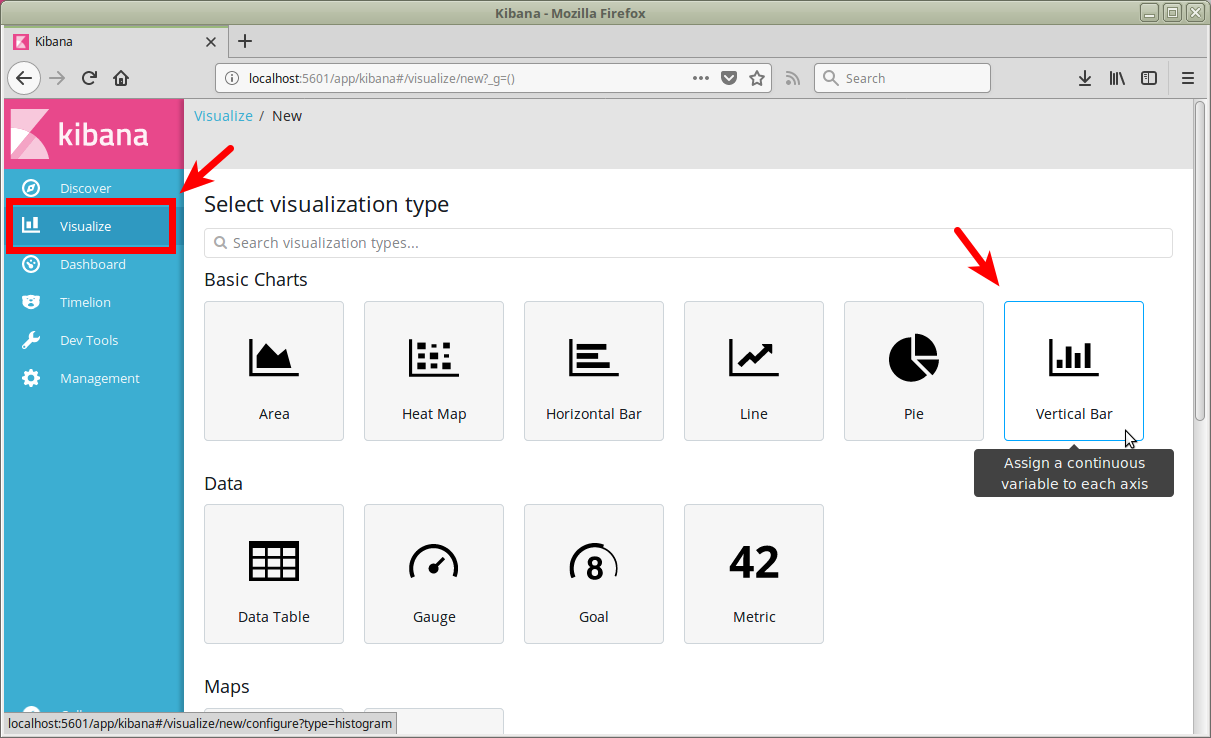 Kibana - Mozilla Firefox
Kibana
localhost:5601/app/kibana#/visualize/new?_g=()
Search
kibana
Visualize / New
Discover
Visualize
Dashboard
Timelion
Dev Tools
Management
Select visualization type
Search visualization types...
Basic Charts
Area
Heat Map
Horizontal Bar
Line
Pie
Vertical Bar
Assign a continuous
variable to each axis
Data
8
42
Data Table
Gauge
Goal
Metric
Maps
localhost:5601/app/kibana#/visualize/new/configure?type=histogram